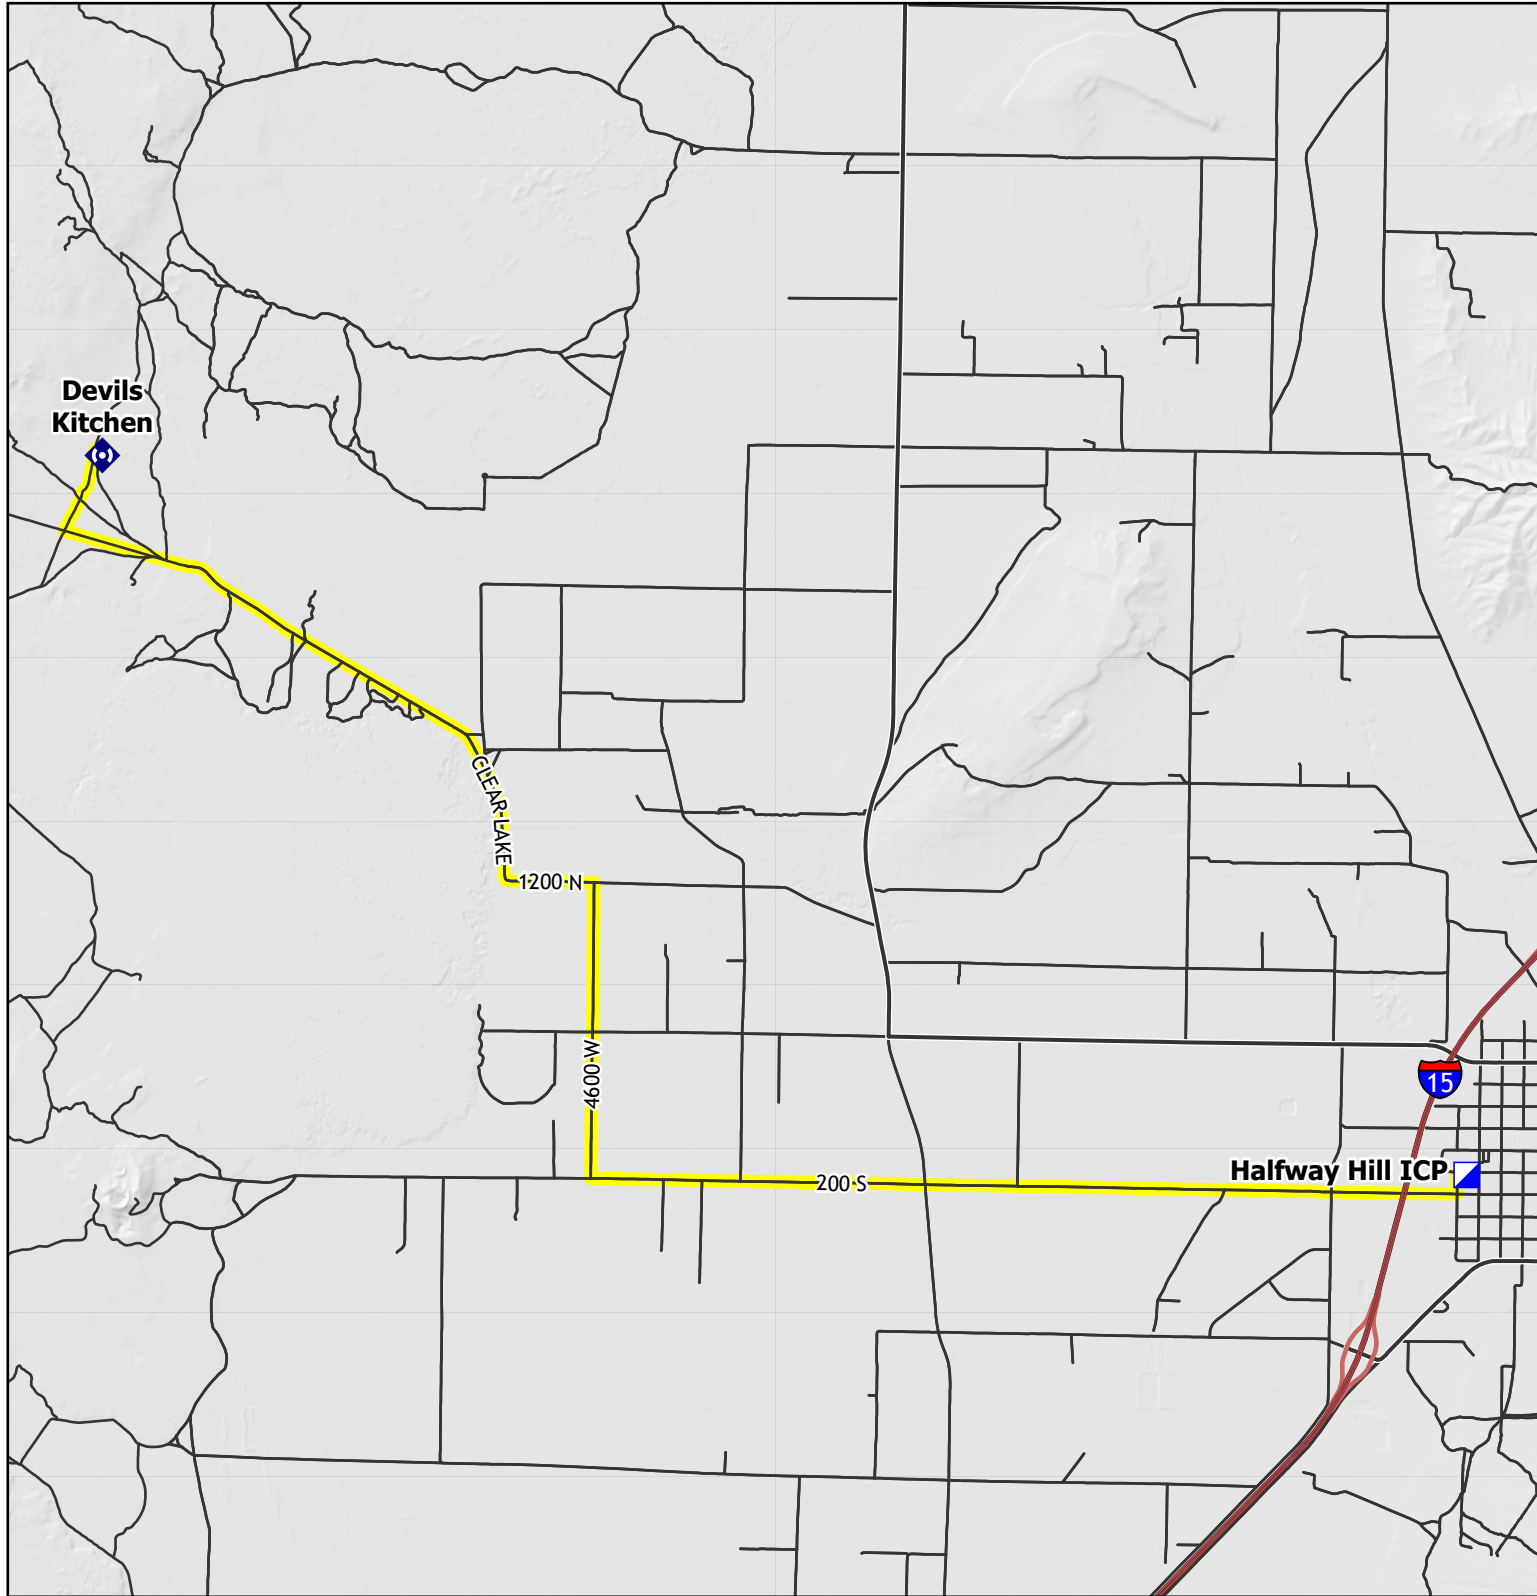 Devils
Kitchen
CLEAR LAKE
1200 N
4600 W
15
Halfway Hill ICP
200 S